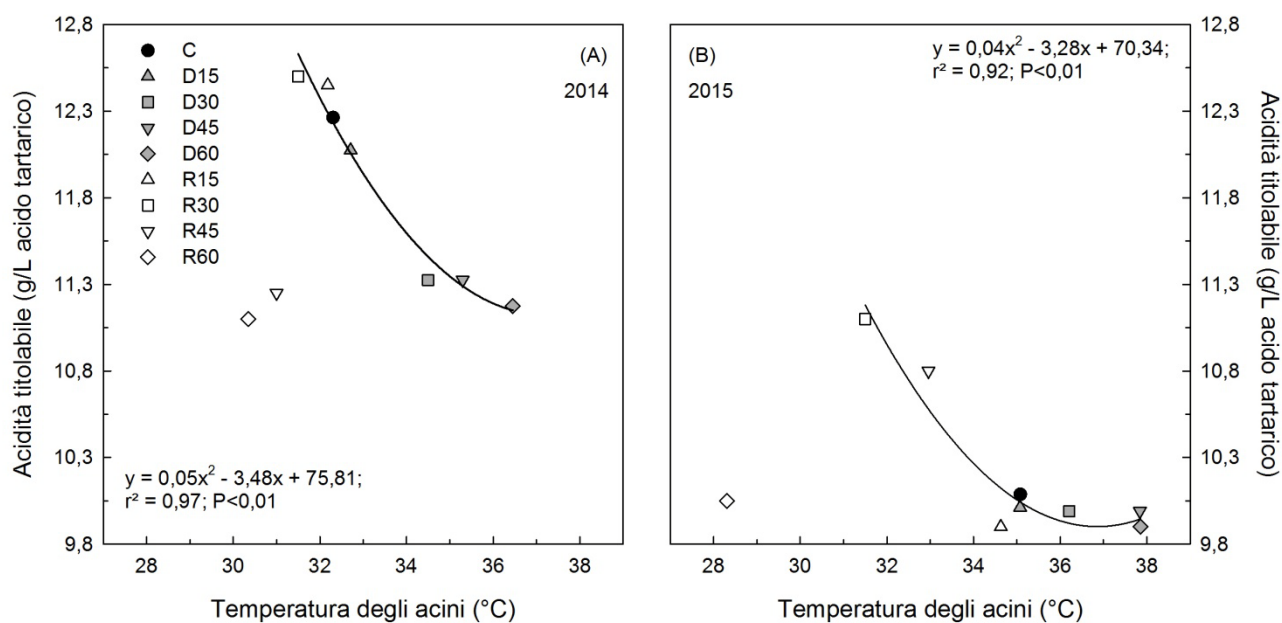 12,8
12,3
11,8
11,3
10,8
10,3
9,8
Acidità titolabile (g/L acido tartarico)
C
D15
D30
D45
D60
R15
R30
R45
R60
(A)
2014
y = 0,05x² - 3,48x + 75,81;
r² = 0,97; P<0,01
28 30 32 34 36 38
Temperatura degli acini (°C)
(B)
2015
y = 0,04x² - 3,28x + 70,34;
r² = 0,92; P<0,01
28 30 32 34 36 38
Temperatura degli acini (°C)
12,8
12,3
11,8
11,3
10,8
10,3
9,8
Acidità titolabile (g/L acido tartarico)